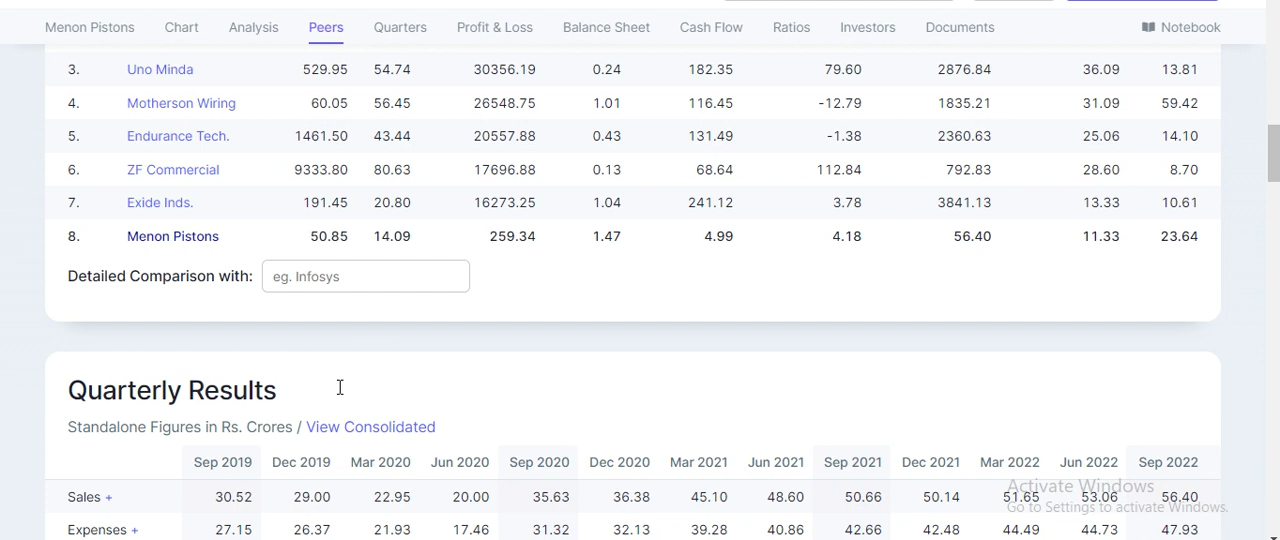 Menon Pistons Chart Analysis Peers Quarters Profit & Loss Balance Sheet Cash Flow Ratios Investors Documents Notebook
3. Uno Minda 529.95 54.74 30356.19 0.24 182.35 79.60 2876.84 36.09 13.81
4. Motherson Wiring 60.05 56.45 26548.75 1.01 116.45 -12.79 1835.21 31.09 59.42
5. Endurance Tech. 1461.50 43.44 20557.88 0.43 131.49 -1.38 2360.63 25.06 14.10
6. ZF Commercial 9333.80 80.63 17696.88 0.13 68.64 112.84 792.83 28.60 8.70
7. Exide Inds. 191.45 20.80 16273.25 1.04 241.12 3.78 3841.13 13.33 10.61
8. Menon Pistons 50.85 14.09 259.34 1.47 4.99 4.18 56.40 11.33 23.64
Detailed Comparison with: eg. Infosys
Quarterly Results
Standalone Figures in Rs. Crores / View Consolidated
Sep 2019 Dec 2019 Mar 2020 Jun 2020 Sep 2020 Dec 2020 Mar 2021 Jun 2021 Sep 2021 Dec 2021 Mar 2022 Jun 2022 Sep 2022
Activate Windows
Sales + 30.52 29.00 22.95 20.00 35.63 36.38 45.10 48.60 50.66 50.14 51.65 53.06 56.40
Go to Settings to activate Windows.
Expenses + 27.15 26.37 21.93 17.46 31.32 32.13 39.28 40.86 42.66 42.48 44.49 44.73 47.93